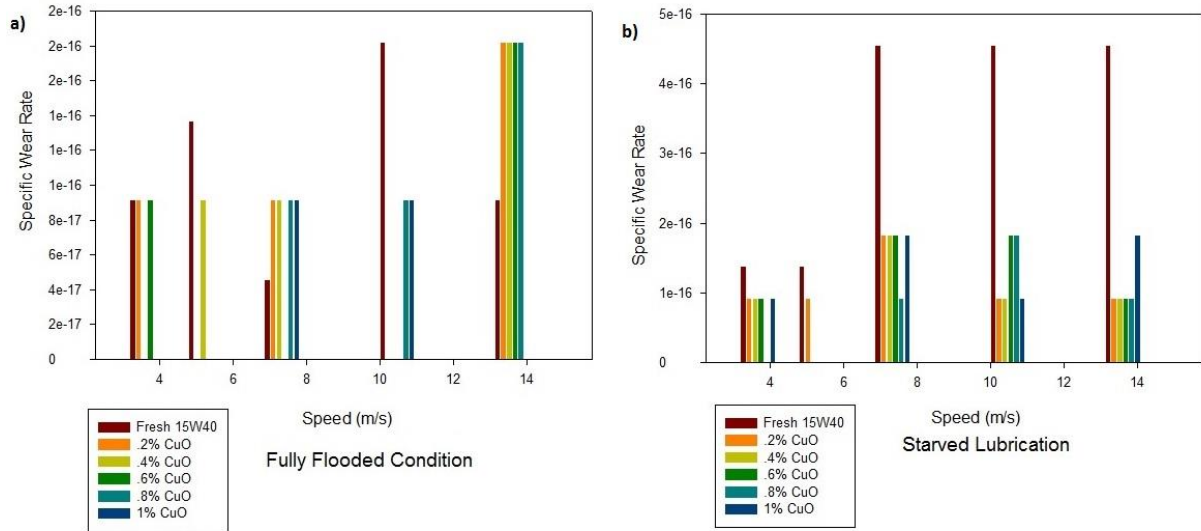 a)
Specific Wear Rate
2e-16
2e-16
2e-16
1e-16
1e-16
1e-16
8e-17
6e-17
4e-17
2e-17
0
4 6 8 10 12 14
Speed (m/s)
Fully Flooded Condition
Fresh 15W40
.2% CuO
.4% CuO
.6% CuO
.8% CuO
1% CuO
b)
Specific Wear Rate
5e-16
4e-16
3e-16
2e-16
1e-16
0
4 6 8 10 12 14
Speed (m/s)
Starved Lubrication
Fresh 15W40
.2% CuO
.4% CuO
.6% CuO
.8% CuO
1% CuO